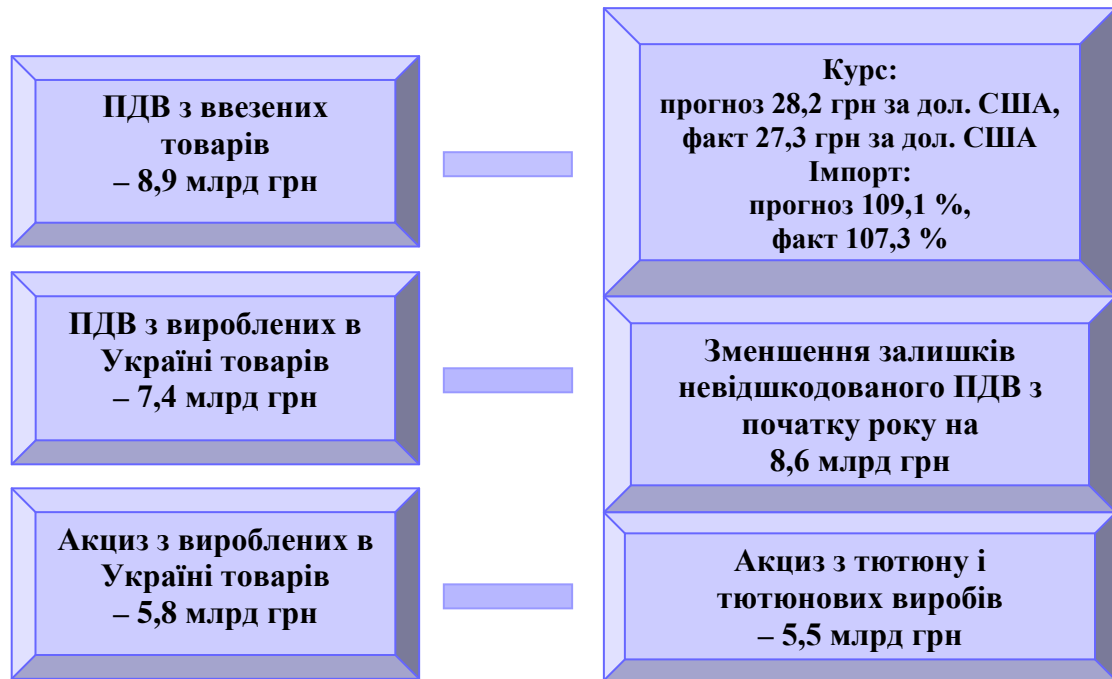 ПДВ з ввезених
товарів
– 8,9 млрд грн
Курс:
прогноз 28,2 грн за дол. США,
факт 27,3 грн за дол. США
Імпорт:
прогноз 109,1 %,
факт 107,3 %
ПДВ з вироблених в
Україні товарів
– 7,4 млрд грн
Зменшення залишків
невідшкодованого ПДВ з
початку року на
8,6 млрд грн
Акциз з вироблених в
Україні товарів
– 5,8 млрд грн
Акциз з тютюну і
тютюнових виробів
– 5,5 млрд грн